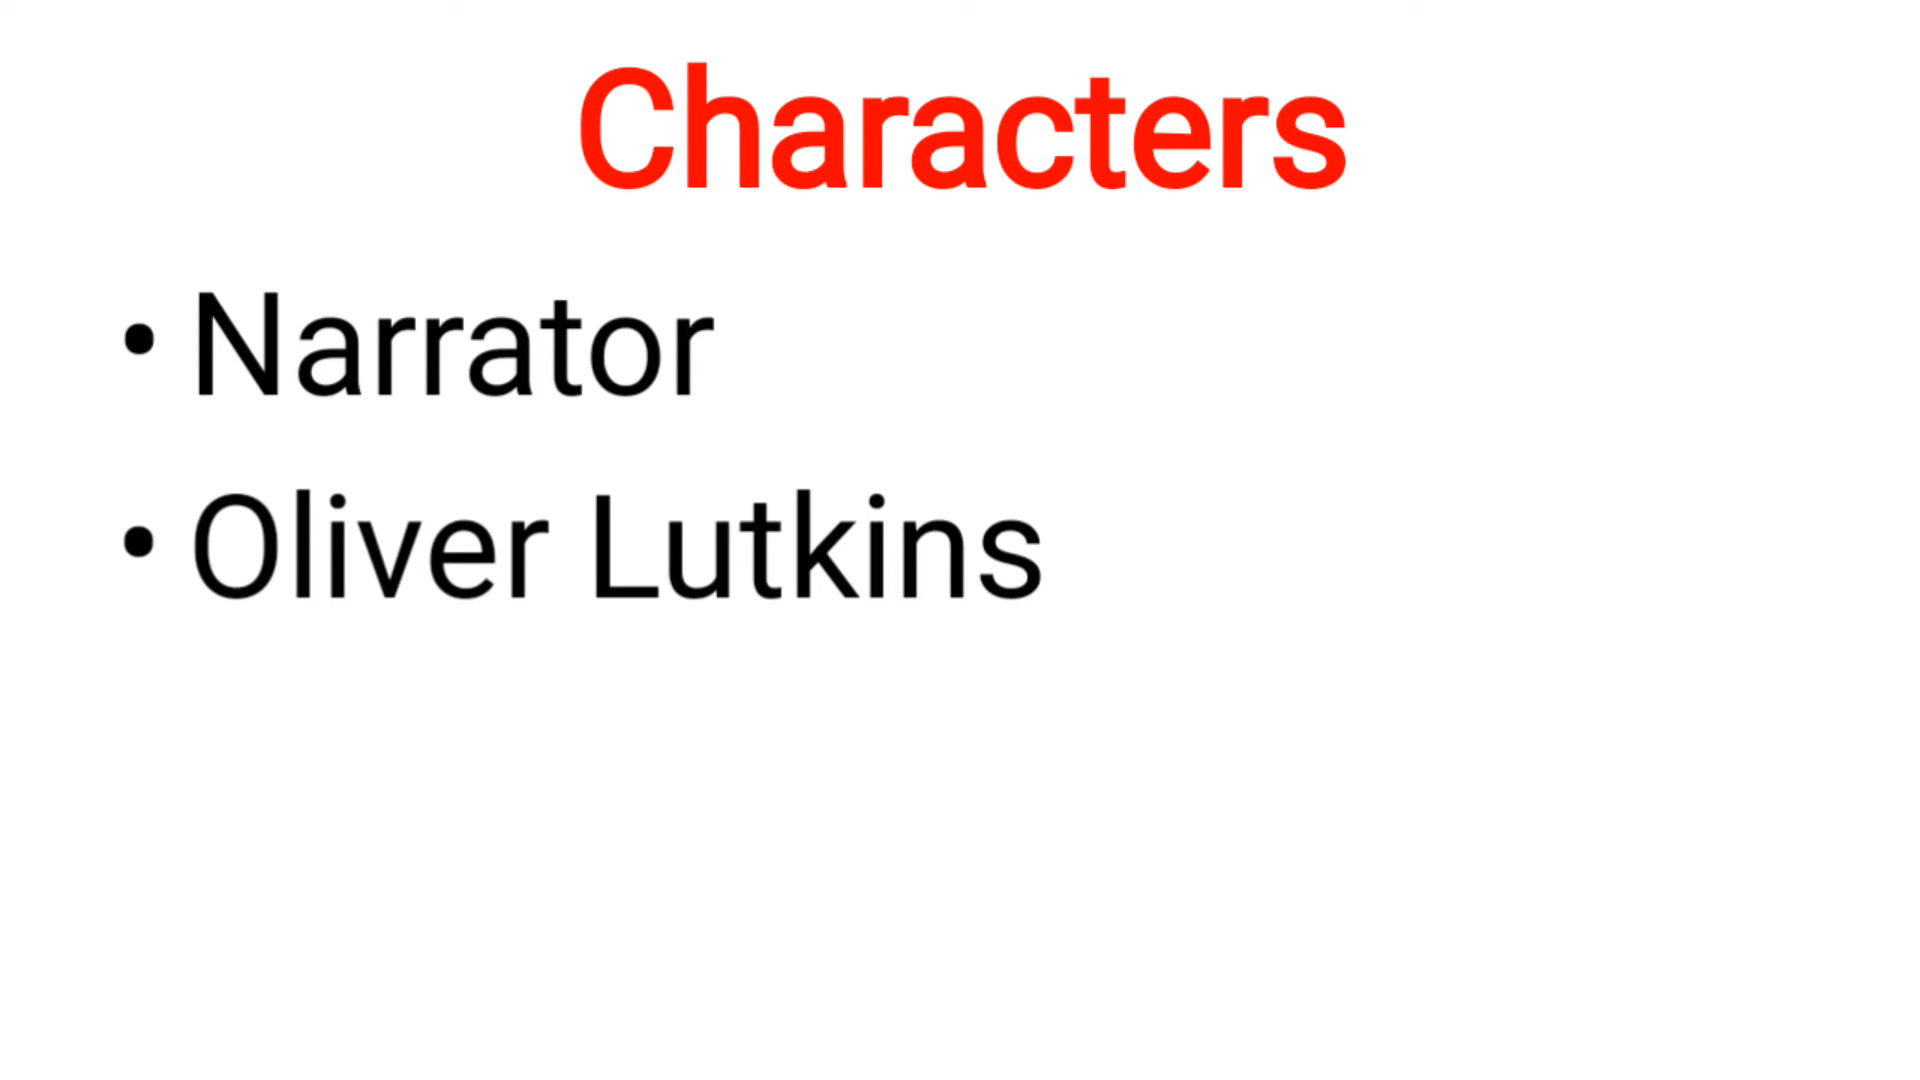 Characters
• Narrator
• Oliver Lutkins